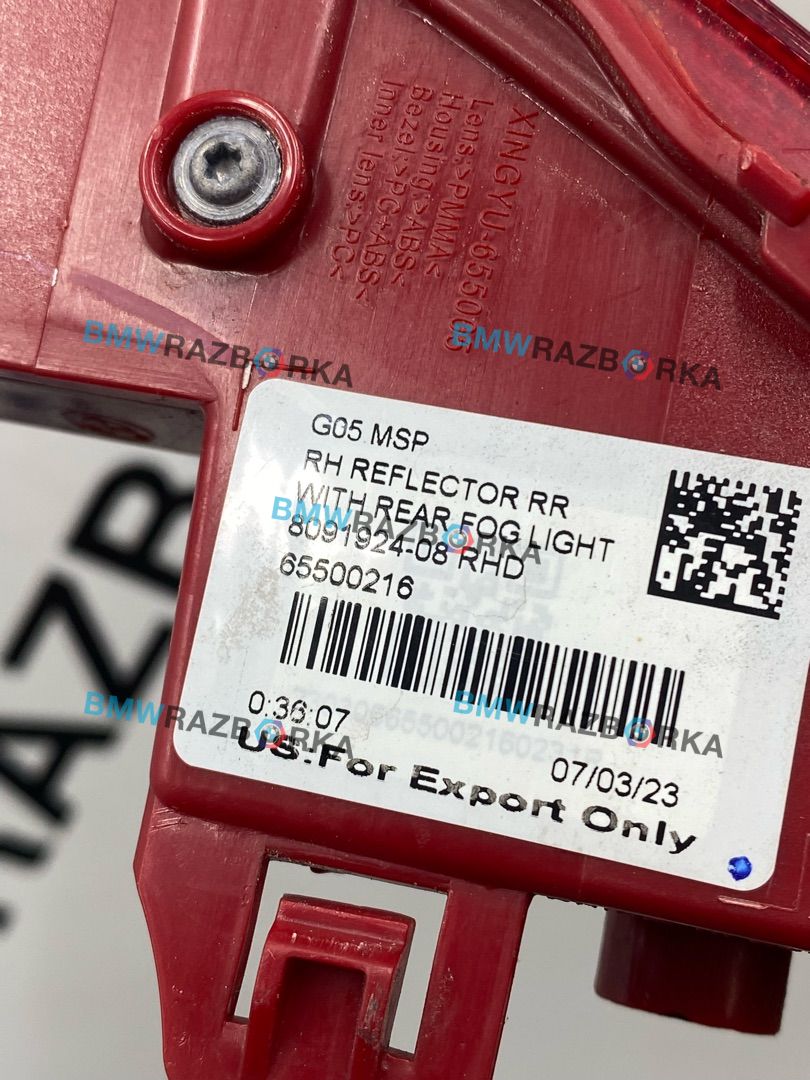 XINGYU-655005
Lens:>PMMA<
Housing:>ABS<
Bezel:>PC+ABS<
Inner lens:>PC<
BMWRAZBORKA
BMWRAZBORKA
G05 MSP
RH REFLECTOR RR
WITH REAR FOG LIGHT
BMWRAZBORKA
8091924-08 RHD
65500216
0:36:07
BMWRAZBORKA
BMWRAZBORKA
07/03/23
US:For Export Only